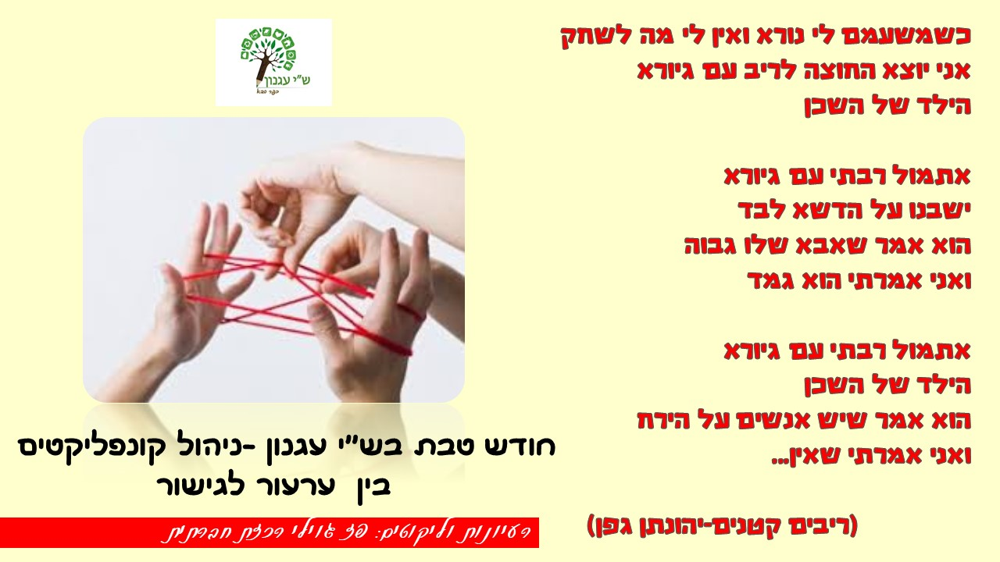 כשמשעמם לי נורא ואין לי מה לשחק
אני יוצא החוצה לריב עם גיורא
הילד של השכן
אתמול רבתי עם גיורא
ישבנו על הדשא לבד
הוא אמר שאבא שלו גבוה
ואני אמרתי הוא גמד
אתמול רבתי עם גיורא
הילד של השכן
הוא אמר שיש אנשים על הירח
ואני אמרתי שאין...
(ריבים קטנים-יהונתן גפן)
ש"י עגנון
כפר סבא
חודש טבת בש"י עגנון -ניהול קונפליקטים
בין ערעור לגישור
רעיונות וליקוטים: פז גווילי רכזת חברתית